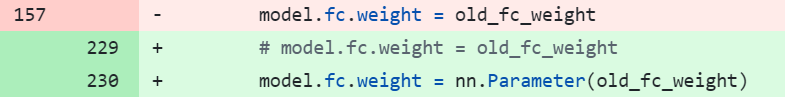 157 - model.fc.weight = old_fc_weight
229 + # model.fc.weight = old_fc_weight
230 + model.fc.weight = nn.Parameter(old_fc_weight)